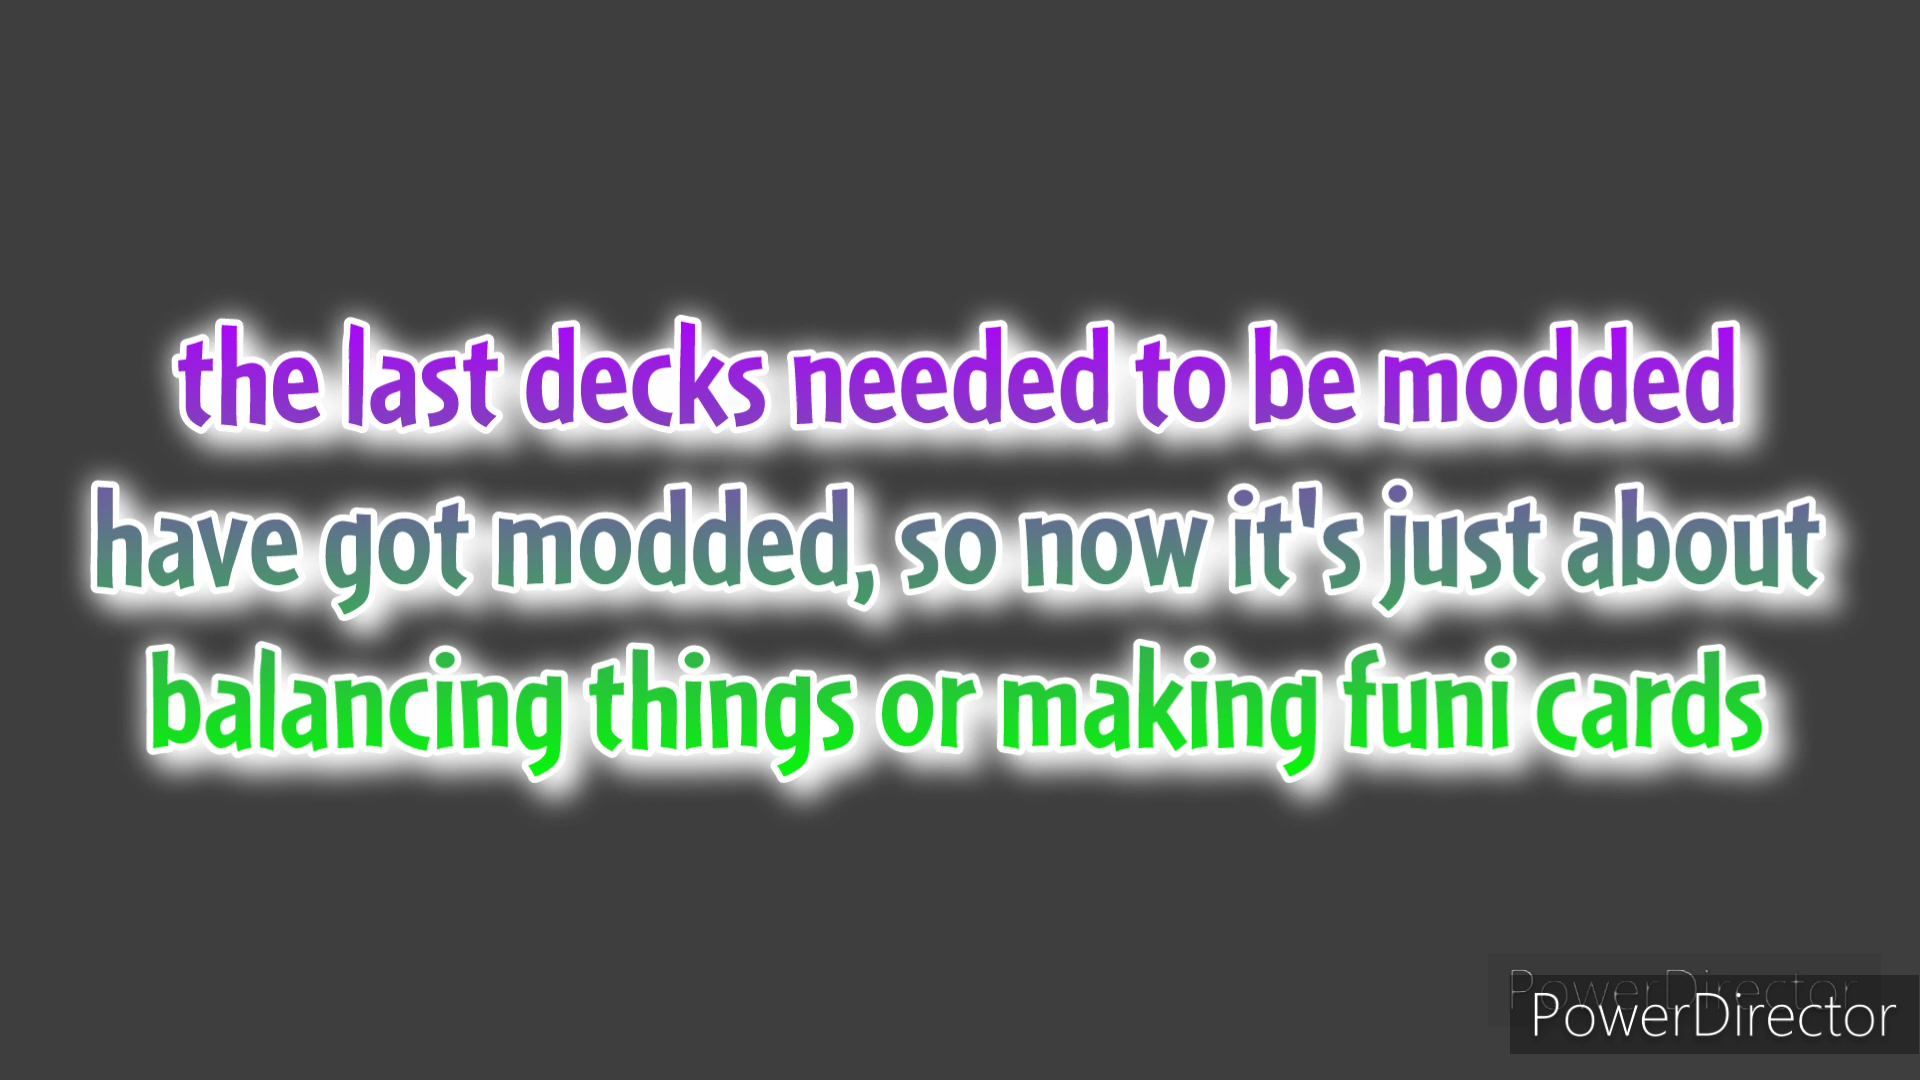 the last decks needed to be modded
have got modded, so now it's just about
balancing things or making funi cards
PowerDirector
PowerDirector